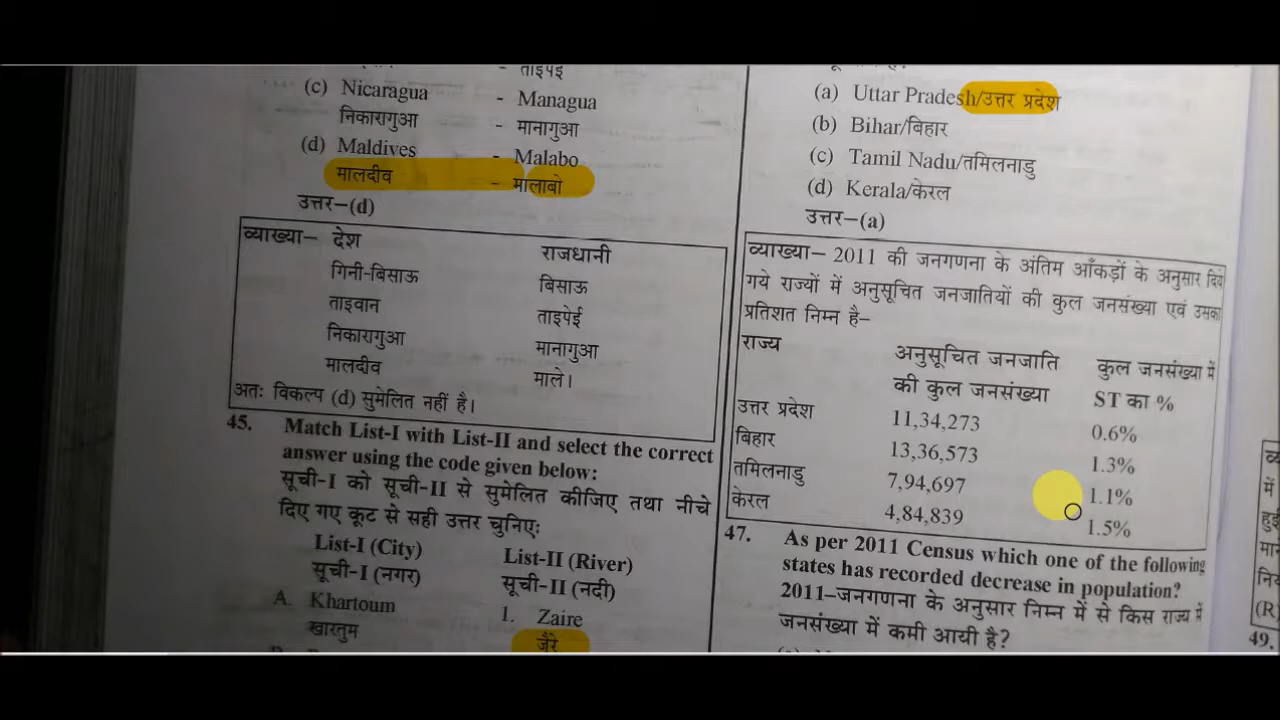 - ताइपेई
(c) Nicaragua - Managua
निकारागुआ - मानागुआ
(d) Maldives - Malabo
मालदीव - मालाबो
उत्तर–(d)
व्याख्या– देश राजधानी
गिनी-बिसाऊ बिसाऊ
ताइवान ताइपेई
निकारागुआ मानागुआ
मालदीव माले।
अतः विकल्प (d) सुमेलित नहीं है।
45. Match List-I with List-II and select the correct
answer using the code given below:
सूची-I को सूची-II से सुमेलित कीजिए तथा नीचे
दिए गए कूट से सही उत्तर चुनिएः
List-I (City) List-II (River)
सूची-I (नगर) सूची-II (नदी)
A. Khartoum 1. Zaire
खारतुम जैरे
(a) Uttar Pradesh/उत्तर प्रदेश
(b) Bihar/बिहार
(c) Tamil Nadu/तमिलनाडु
(d) Kerala/केरल
उत्तर–(a)
व्याख्या– 2011 की जनगणना के अंतिम आँकड़ों के अनुसार दिये
गये राज्यों में अनुसूचित जनजातियों की कुल जनसंख्या एवं उसका
प्रतिशत निम्न है–
राज्य अनुसूचित जनजाति कुल जनसंख्या में
की कुल जनसंख्या ST का %
उत्तर प्रदेश 11,34,273 0.6%
बिहार 13,36,573 1.3%
तमिलनाडु 7,94,697 1.1%
केरल 4,84,839 1.5%
47. As per 2011 Census which one of the following
states has recorded decrease in population?
2011–जनगणना के अनुसार निम्न में से किस राज्य में
जनसंख्या में कमी आयी है?
में
(R
49.